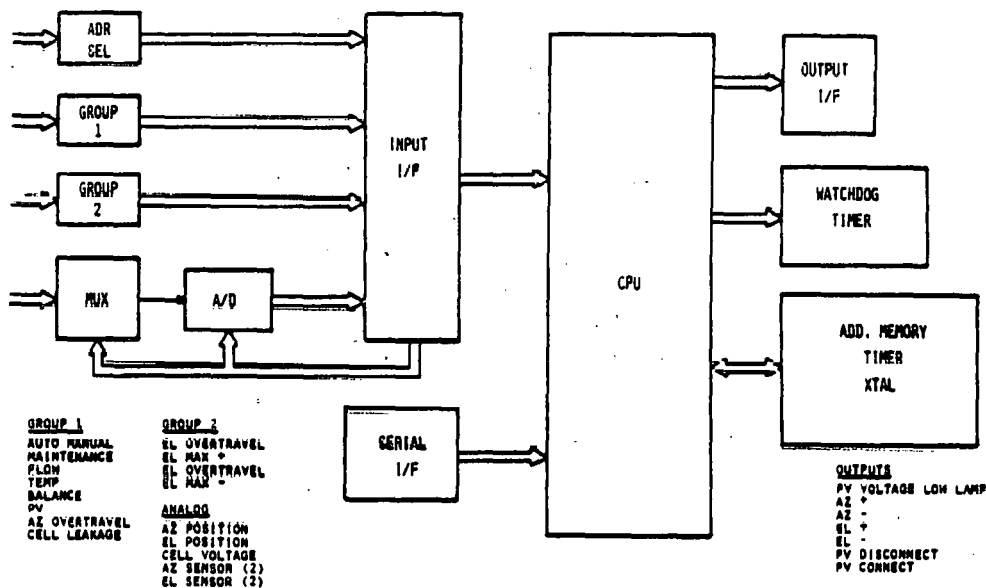 ADR
SEL
GROUP
1
GROUP
2
MUX
A/D
INPUT
I/F
SERIAL
I/F
CPU
OUTPUT
I/F
WATCHDOG
TIMER
ADD. MEMORY
TIMER
XTAL
GROUP 1
AUTO MANUAL
MAINTENANCE
FLOW
TEMP
BALANCE
PV
AZ OVERTRAVEL
CELL LEAKAGE
GROUP 2
EL OVERTRAVEL
EL MAX +
EL OVERTRAVEL
EL MAX -
ANALOG
AZ POSITION
EL POSITION
CELL VOLTAGE
AZ SENSOR (2)
EL SENSOR (2)
OUTPUTS
PV VOLTAGE LOW LAMP
AZ +
AZ -
EL +
EL -
PV DISCONNECT
PV CONNECT